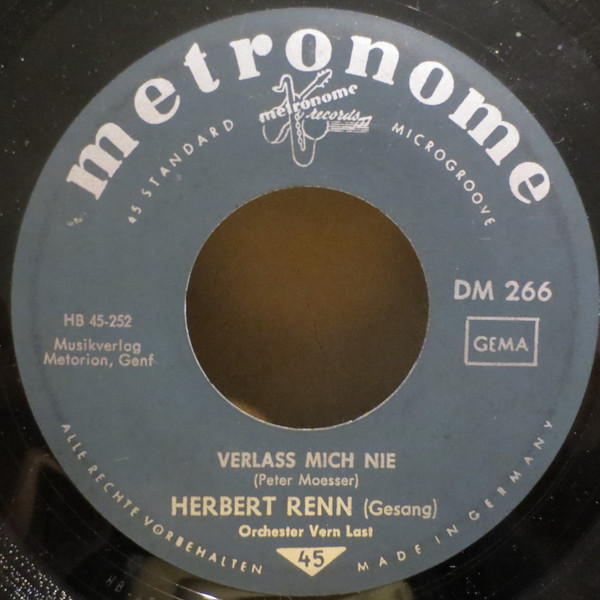 metronome
metronome
records
45 STANDARD
MICROGROOVE
DM 266
GEMA
HB 45-252
Musikverlag
Metorion, Genf
VERLASS MICH NIE
(Peter Moesser)
HERBERT RENN (Gesang)
Orchester Vern Last
45
ALLE RECHTE VORBEHALTEN
MADE IN GERMANY
HB